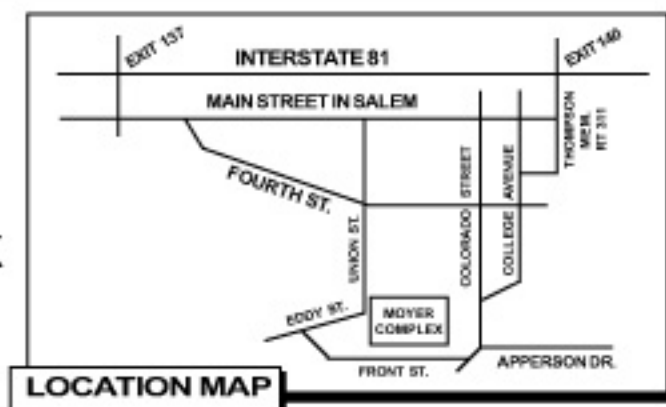 EXIT 137
INTERSTATE 81
EXIT 140
MAIN STREET IN SALEM
THOMPSON
MEM.
RT 311
FOURTH ST.
UNION ST.
COLORADO STREET
COLLEGE AVENUE
EDDY ST.
MOYER
COMPLEX
FRONT ST.
APPERSON DR.
LOCATION MAP